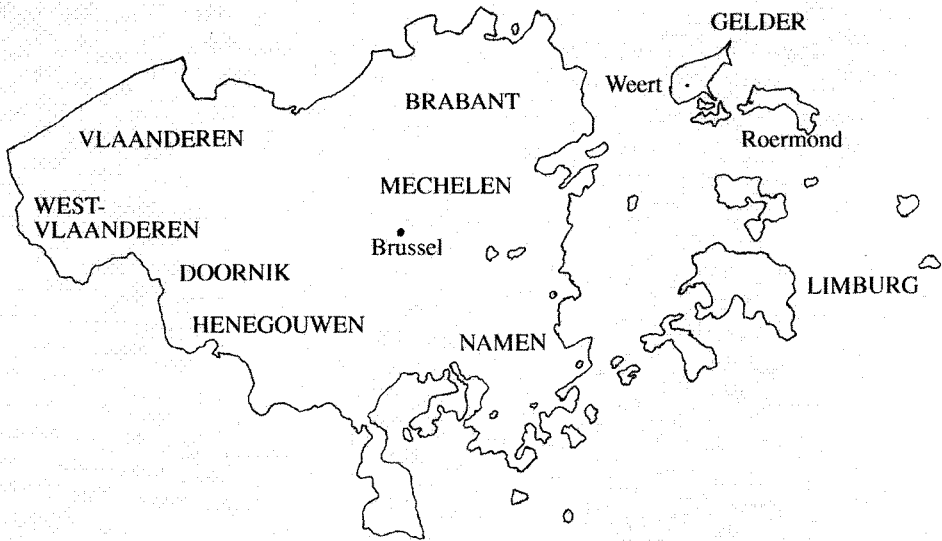 GELDER
Weert
BRABANT
VLAANDEREN
Roermond
MECHELEN
WEST-
VLAANDEREN
Brussel
DOORNIK
LIMBURG
HENEGOUWEN
NAMEN